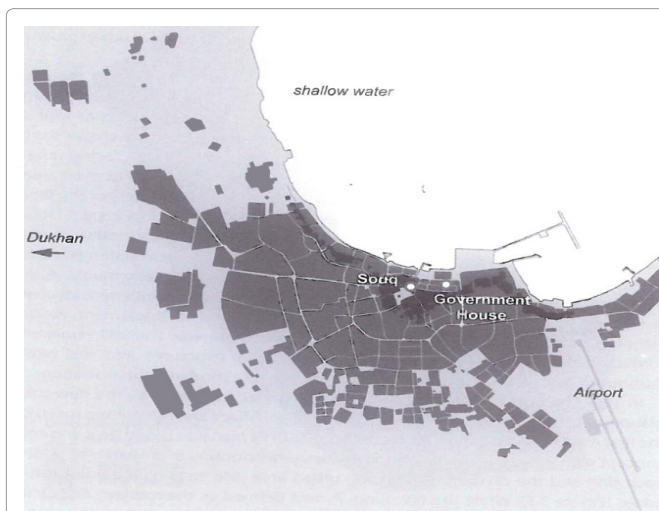 shallow water
Dukhan
Souq
Government
House
Airport